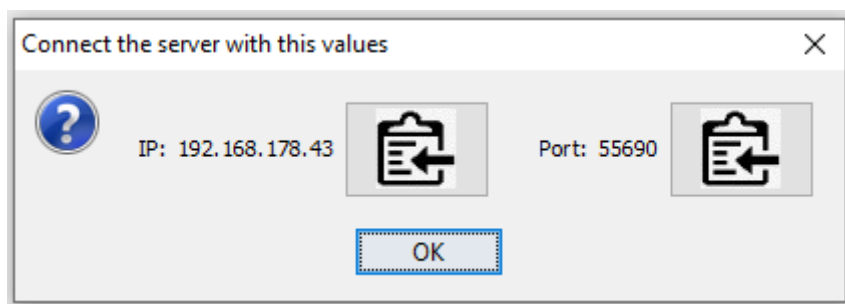 Connect the server with this values
IP: 192.168.178.43 Port: 55690
OK